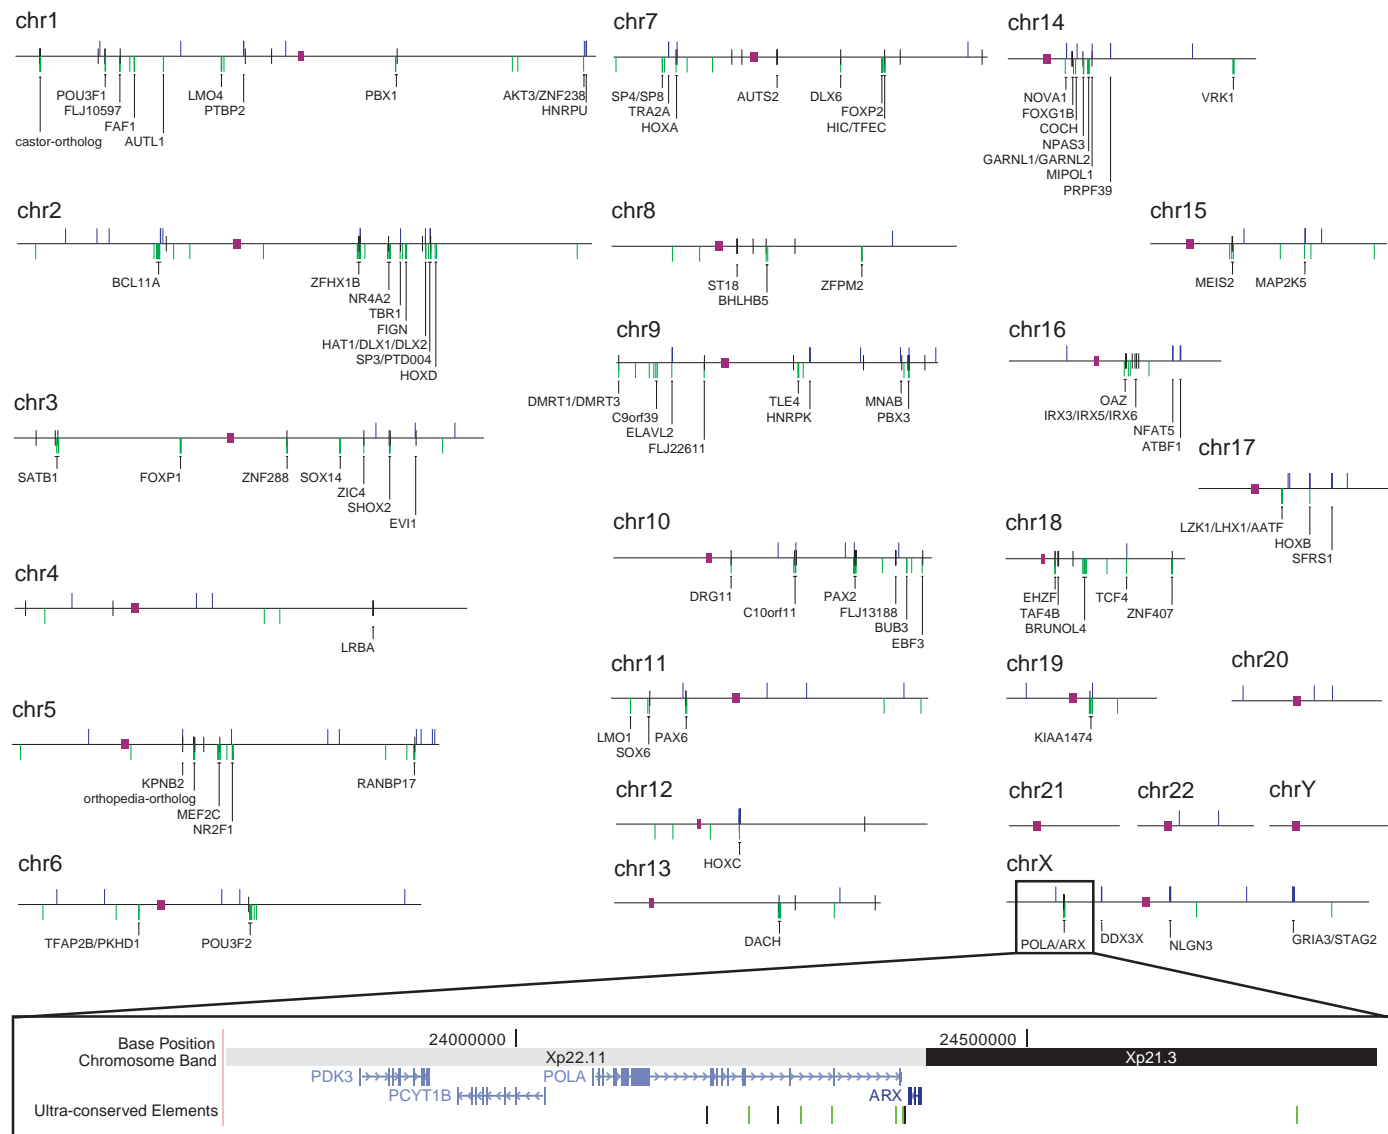 chr1
POU3F1
FLJ10597
FAF1
castor-ortholog
AUTL1
LMO4
PTBP2
PBX1
AKT3/ZNF238
HNRPU
chr2
BCL11A
ZFHX1B
NR4A2
TBR1
FIGN
HAT1/DLX1/DLX2
SP3/PTD004
HOXD
chr3
SATB1
FOXP1
ZNF288
SOX14
ZIC4
SHOX2
EVI1
chr4
LRBA
chr5
KPNB2
orthopedia-ortholog
MEF2C
NR2F1
RANBP17
chr6
TFAP2B/PKHD1
POU3F2
chr7
SP4/SP8
TRA2A
HOXA
AUTS2
DLX6
FOXP2
HIC/TFEC
chr8
ST18
BHLHB5
ZFPM2
chr9
DMRT1/DMRT3
C9orf39
ELAVL2
FLJ22611
TLE4
HNRPK
MNAB
PBX3
chr10
DRG11
C10orf11
PAX2
FLJ13188
BUB3
EBF3
chr11
LMO1
SOX6
PAX6
chr12
HOXC
chr13
DACH
chr14
NOVA1
FOXG1B
COCH
NPAS3
GARNL1/GARNL2
MIPOL1
PRPF39
VRK1
chr15
MEIS2
MAP2K5
chr16
OAZ
IRX3/IRX5/IRX6
NFAT5
ATBF1
chr17
LZK1/LHX1/AATF
HOXB
SFRS1
chr18
EHZF
TAF4B
BRUNOL4
TCF4
ZNF407
chr19
KIAA1474
chr20
chr21
chr22
chrY
chrX
POLA/ARX
DDX3X
NLGN3
GRIA3/STAG2
Base Position
24000000
24500000
Chromosome Band
Xp22.11
Xp21.3
PDK3
POLA
PCYT1B
ARX
Ultra-conserved Elements